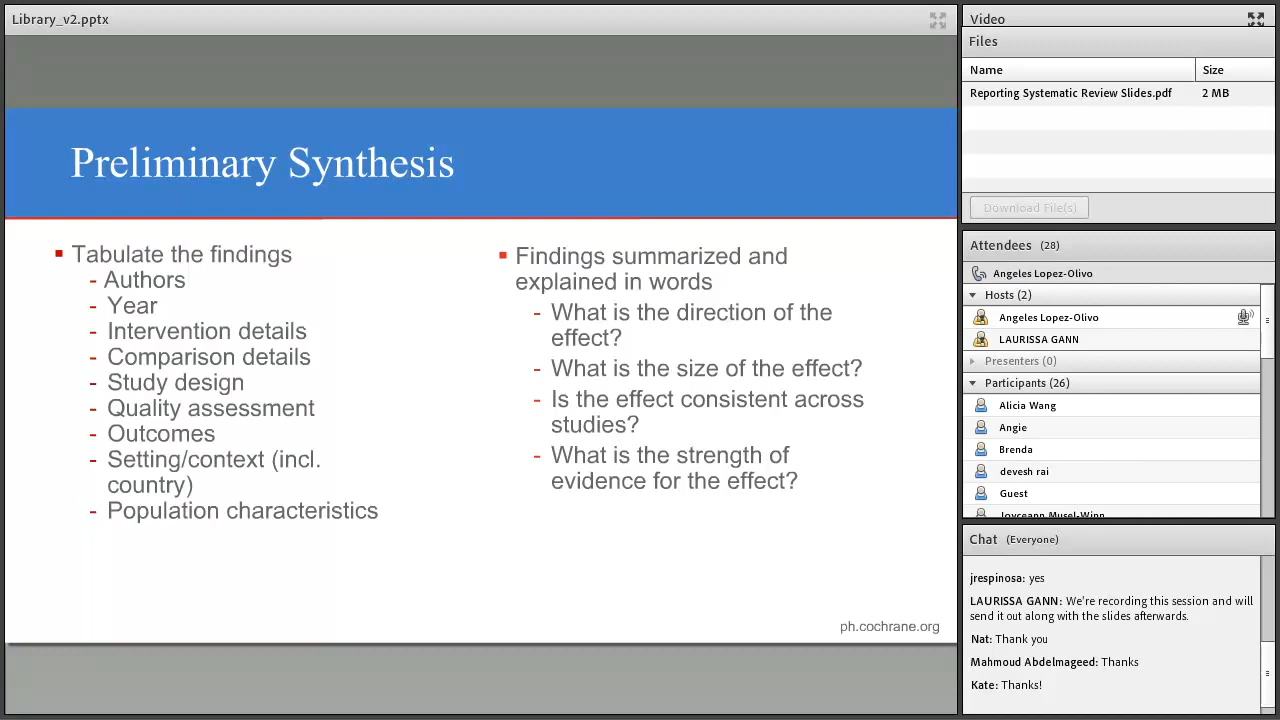 Library_v2.pptx
Preliminary Synthesis
▪ Tabulate the findings
- Authors
- Year
- Intervention details
- Comparison details
- Study design
- Quality assessment
- Outcomes
- Setting/context (incl.
country)
- Population characteristics
▪ Findings summarized and
explained in words
- What is the direction of the
effect?
- What is the size of the effect?
- Is the effect consistent across
studies?
- What is the strength of
evidence for the effect?
ph.cochrane.org
Video
Files
Name Size
Reporting Systematic Review Slides.pdf 2 MB
Download File(s)
Attendees (28)
Angeles Lopez-Olivo
Hosts (2)
Angeles Lopez-Olivo
LAURISSA GANN
Presenters (0)
Participants (26)
Alicia Wang
Angie
Brenda
devesh rai
Guest
Joyceann Musel-Winn
Chat (Everyone)
jrespinosa: yes
LAURISSA GANN: We're recording this session and will
send it out along with the slides afterwards.
Nat: Thank you
Mahmoud Abdelmageed: Thanks
Kate: Thanks!